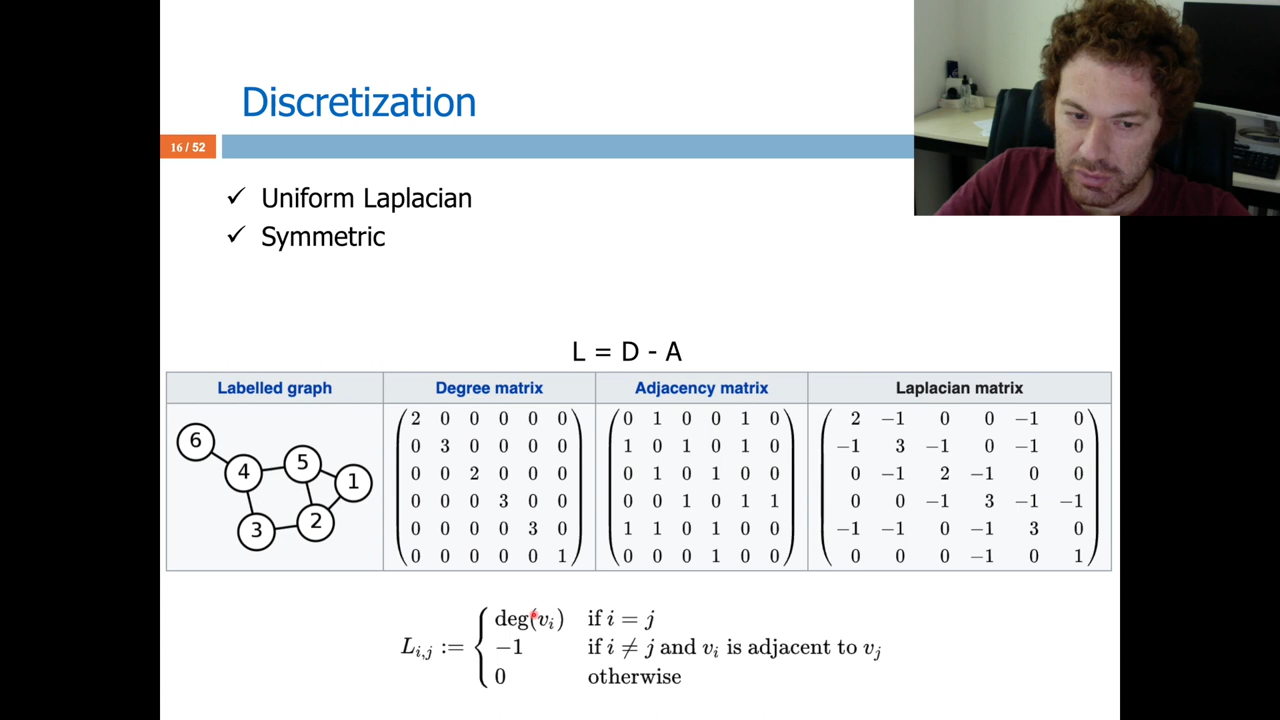 Discretization
16 / 52
✓ Uniform Laplacian
✓ Symmetric
L = D - A
Labelled graph Degree matrix Adjacency matrix Laplacian matrix
6
4
5
1
3
2
2 0 0 0 0 0
0 3 0 0 0 0
0 0 2 0 0 0
0 0 0 3 0 0
0 0 0 0 3 0
0 0 0 0 0 1
0 1 0 0 1 0
1 0 1 0 1 0
0 1 0 1 0 0
0 0 1 0 1 1
1 1 0 1 0 0
0 0 0 1 0 0
2 −1 0 0 −1 0
−1 3 −1 0 −1 0
0 −1 2 −1 0 0
0 0 −1 3 −1 −1
−1 −1 0 −1 3 0
0 0 0 −1 0 1
deg(vᵢ) if i = j
Lᵢ,ⱼ := { −1 if i ≠ j and vᵢ is adjacent to vⱼ
0 otherwise